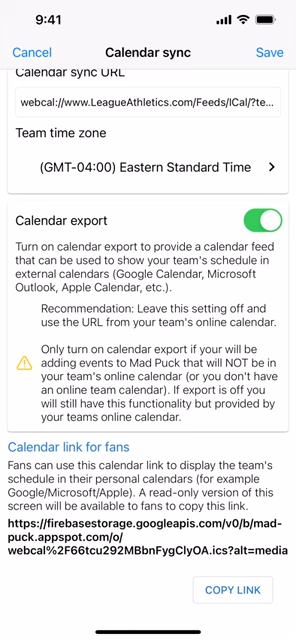 9:41
Cancel Calendar sync Save
Calendar sync URL
webcal://www.LeagueAthletics.com/Feeds/ICal/?te...
Team time zone
(GMT-04:00) Eastern Standard Time
Calendar export
Turn on calendar export to provide a calendar feed
that can be used to show your team's schedule in
external calendars (Google Calendar, Microsoft
Outlook, Apple Calendar, etc.).
Recommendation: Leave this setting off and
use the URL from your team's online calendar.
Only turn on calendar export if your will be
adding events to Mad Puck that will NOT be in
your team's online calendar (or you don't have
an online team calendar). If export is off you
will still have this functionality but provided by
your teams online calendar.
Calendar link for fans
Fans can use this calendar link to display the team's
schedule in their personal calendars (for example
Google/Microsoft/Apple). A read-only version of this
screen will be available to fans to copy this link.
https://firebasestorage.googleapis.com/v0/b/mad-
puck.appspot.com/o/
webcal%2F66tcu292MBbnFygClyOA.ics?alt=media
COPY LINK